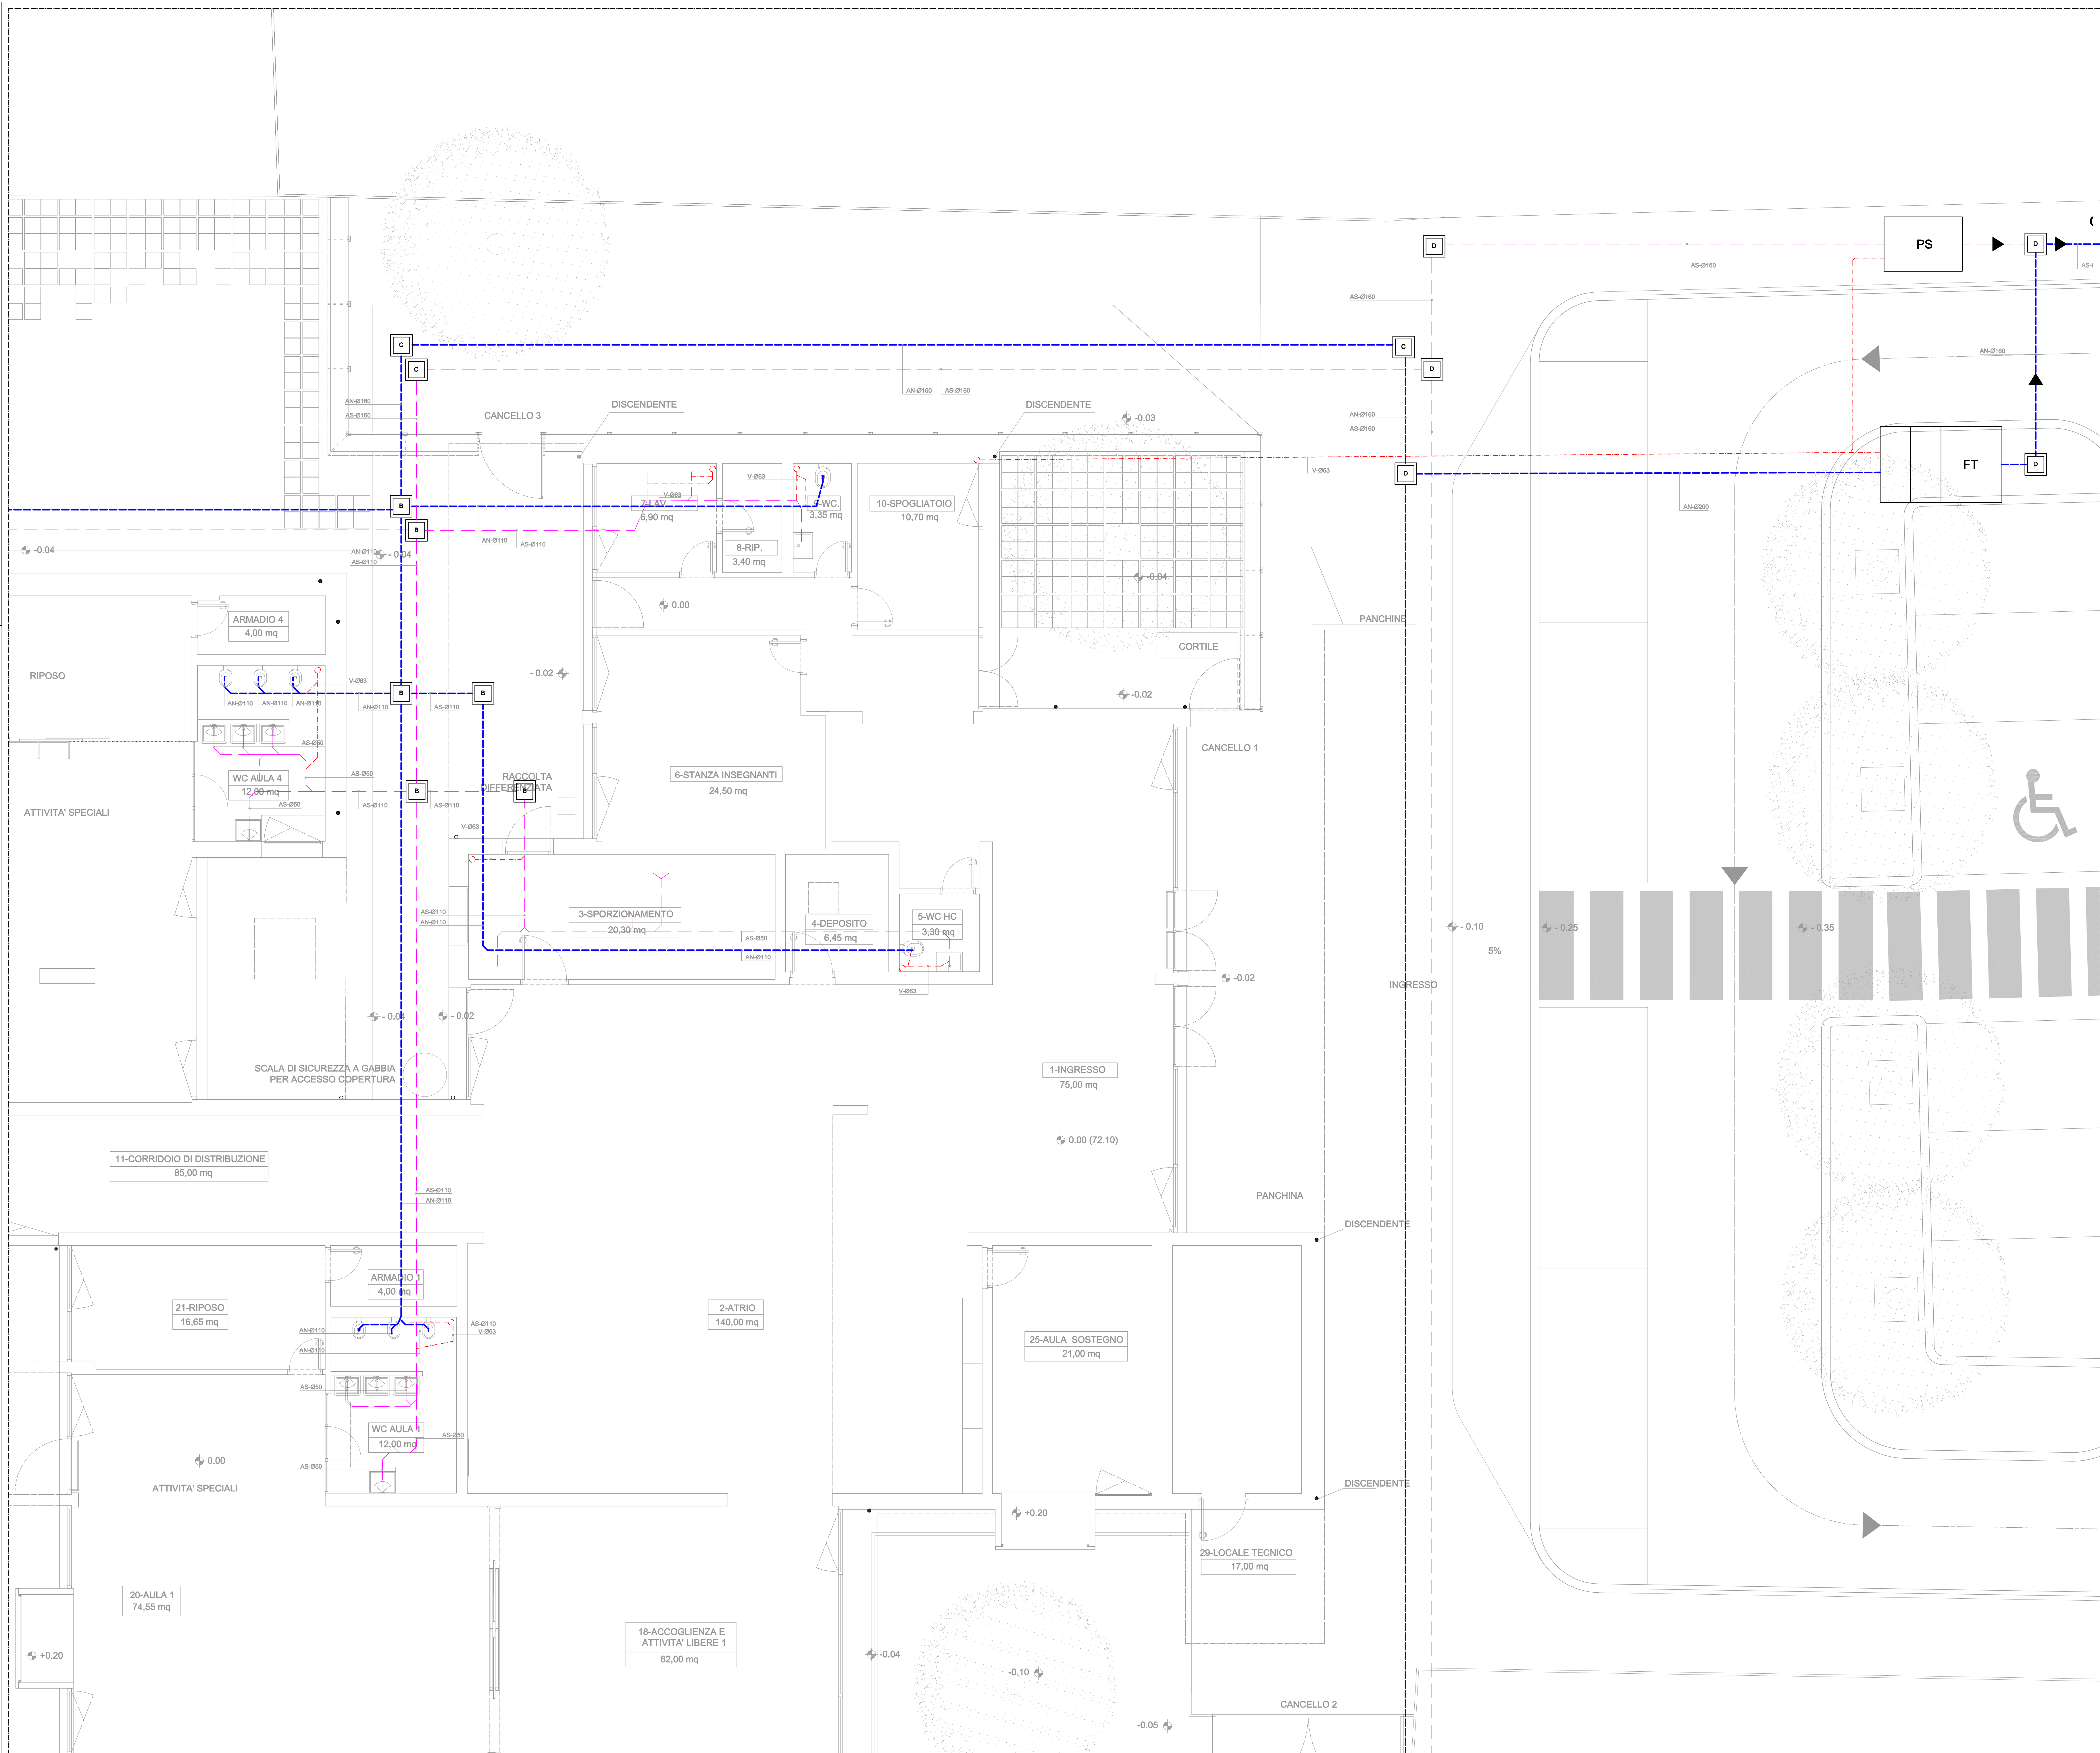 D
PS
D
AS-Ø160
AS-Ø160
C
C
AN-Ø160
C
D
AN-Ø160
AS-Ø160
AN-Ø160
AS-Ø160
DISCENDENTE
DISCENDENTE
CANCELLO 3
-0.03
AN-Ø160
AS-Ø160
D
FT
D
V-Ø63
V-Ø63
V-Ø63
7-LAV.
6,90 mq
9-WC.
3,35 mq
10-SPOGLIATOIO
10,70 mq
B
AN-Ø200
B
AN-Ø110
AS-Ø110
8-RIP.
3,40 mq
-0.04
AN-Ø110
- 0.04
AS-Ø110
-0.04
0.00
ARMADIO 4
4,00 mq
PANCHINE
CORTILE
RIPOSO
- 0.02
V-Ø63
B
B
-0.02
AN-Ø110
AN-Ø110
AN-Ø110
AN-Ø110
AS-Ø110
AS-Ø50
CANCELLO 1
WC AULA 4
12,00 mq
AS-Ø50
RACCOLTA
DIFFERENZIATA
6-STANZA INSEGNANTI
24,50 mq
B
B
AS-Ø50
AS-Ø110
AS-Ø110
ATTIVITA' SPECIALI
V-Ø63
AS-Ø110
AN-Ø110
3-SPORZIONAMENTO
20,30 mq
4-DEPOSITO
6,45 mq
5-WC HC
3,30 mq
AS-Ø50
AN-Ø110
V-Ø63
- 0.10
- 0.25
- 0.35
5%
-0.02
INGRESSO
- 0.04
- 0.02
SCALA DI SICUREZZA A GABBIA
PER ACCESSO COPERTURA
1-INGRESSO
75,00 mq
0.00 (72.10)
11-CORRIDOIO DI DISTRIBUZIONE
85,00 mq
AS-Ø110
AN-Ø110
PANCHINA
DISCENDENTE
ARMADIO 1
4,00 mq
21-RIPOSO
16,65 mq
2-ATRIO
140,00 mq
AN-Ø110
AS-Ø110
V-Ø63
AN-Ø110
25-AULA SOSTEGNO
21,00 mq
AS-Ø50
WC AULA 1
12,00 mq
AS-Ø50
AS-Ø50
0.00
ATTIVITA' SPECIALI
DISCENDENTE
+0.20
29-LOCALE TECNICO
17,00 mq
20-AULA 1
74,55 mq
18-ACCOGLIENZA E
ATTIVITA' LIBERE 1
62,00 mq
+0.20
-0.04
-0.10
CANCELLO 2
-0.05